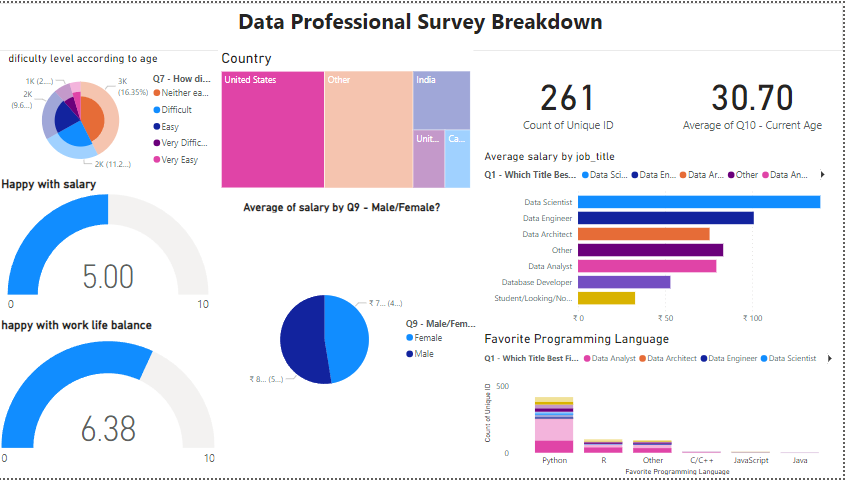 Data Professional Survey Breakdown
dificulty level according to age
1K (2...)
2K
(9.6...)
3K
(16.35%)
2K (11.2...)
Q7 - How di...
Neither ea...
Difficult
Easy
Very Diffic...
Very Easy
Country
United States
Other
India
Unit...
Ca...
261
Count of Unique ID
30.70
Average of Q10 - Current Age
Happy with salary
5.00
0
10
happy with work life balance
6.38
0
10
Average of salary by Q9 - Male/Female?
₹ 7... (4...)
₹ 8... (5...)
Q9 - Male/Fem...
Female
Male
Average salary by job_title
Q1 - Which Title Bes... Data Sci... Data En... Data Ar... Other Data An...
Data Scientist
Data Engineer
Data Architect
Other
Data Analyst
Database Developer
Student/Looking/No...
₹ 0 ₹ 50 ₹ 100
Favorite Programming Language
Q1 - Which Title Best Fi... Data Analyst Data Architect Data Engineer Data Scientist
Count of Unique ID
500
0
Python R Other C/C++ JavaScript Java
Favorite Programming Language